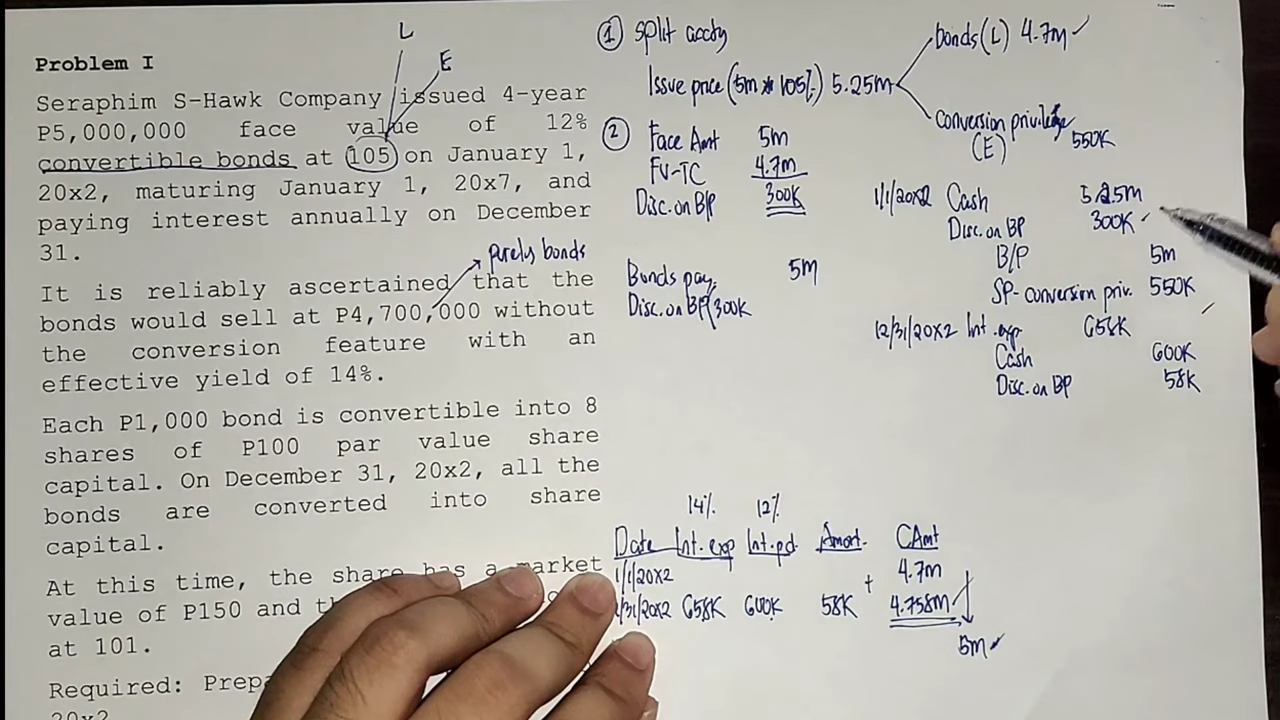 Problem I
Seraphim S-Hawk Company issued 4-year
P5,000,000 face value of 12%
convertible bonds at 105 on January 1,
20x2, maturing January 1, 20x7, and
paying interest annually on December
31.
It is reliably ascertained that the
bonds would sell at P4,700,000 without
the conversion feature with an
effective yield of 14%.
Each P1,000 bond is convertible into 8
shares of P100 par value share
capital. On December 31, 20x2, all the
bonds are converted into share
capital.
At this time, the share has a market
value of P150 and
at 101.
Required:
20x2
L
E
purely bonds
① Split acctg
Issue price (5m * 105%) 5.25m
bonds (L) 4.7m ✓
conversion privilege 550K
(E)
② Face Amt 5m
FV-TC 4.7m
Disc. on B/P 300K
Bonds pay. 5m
Disc. on BP (300K
1/1/20x2 Cash 5.25m
Disc. on BP 300K ✓
B/P 5m
SP-conversion priv. 550K
12/31/20x2 Int. exp. 658K
Cash 600K
Disc. on BP 58K
14% 12%
Date Int. exp Int. pd. Amort. CAmt
1/1/20x2 4.7m
/31/20x2 658K 600K 58K + 4.758m
5m ✓